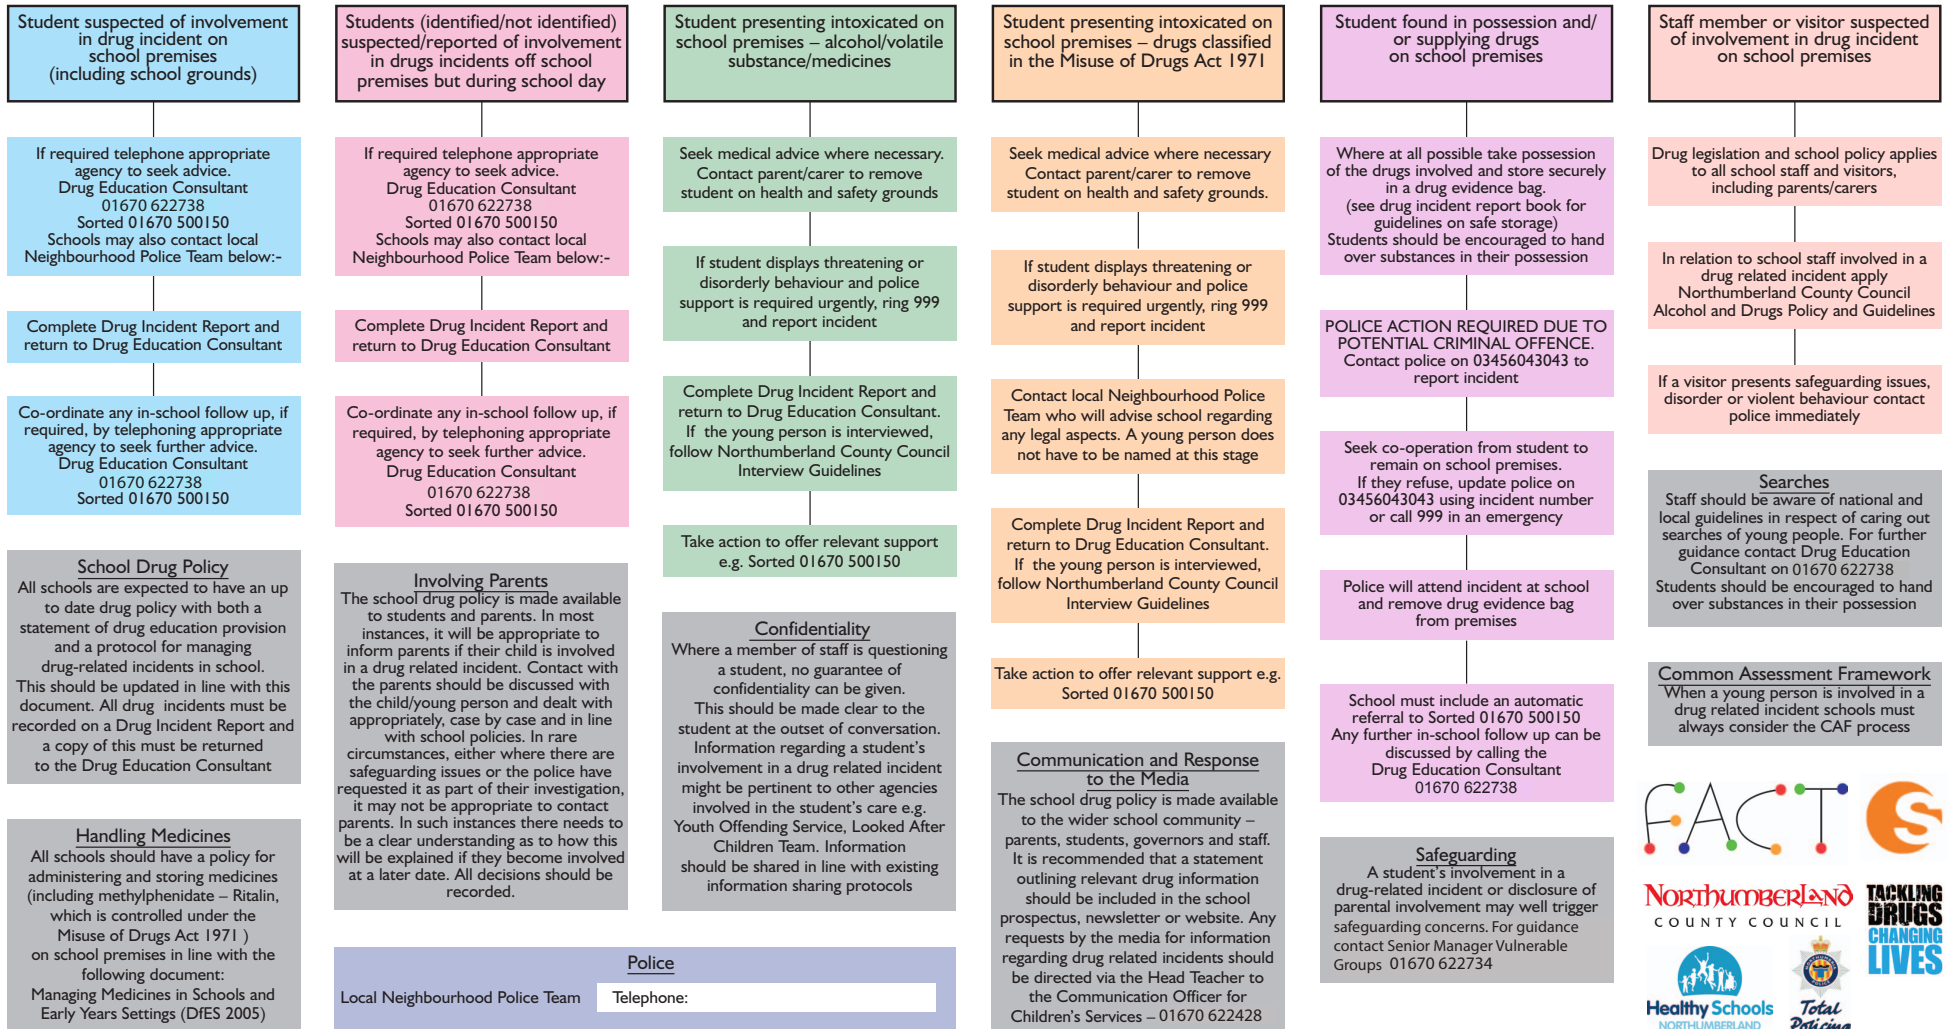 Student suspected of involvement
in drug incident on
school premises
(including school grounds)
If required telephone appropriate
agency to seek advice.
Drug Education Consultant
01670 622738
Sorted 01670 500150
Schools may also contact local
Neighbourhood Police Team below:-
Complete Drug Incident Report and
return to Drug Education Consultant
Co-ordinate any in-school follow up, if
required, by telephoning appropriate
agency to seek further advice.
Drug Education Consultant
01670 622738
Sorted 01670 500150
School Drug Policy
All schools are expected to have an up
to date drug policy with both a
statement of drug education provision
and a protocol for managing
drug-related incidents in school.
This should be updated in line with this
document. All drug incidents must be
recorded on a Drug Incident Report and
a copy of this must be returned
to the Drug Education Consultant
Handling Medicines
All schools should have a policy for
administering and storing medicines
(including methylphenidate – Ritalin,
which is controlled under the
Misuse of Drugs Act 1971 )
on school premises in line with the
following document:
Managing Medicines in Schools and
Early Years Settings (DfES 2005)
Students (identified/not identified)
suspected/reported of involvement
in drugs incidents off school
premises but during school day
If required telephone appropriate
agency to seek advice.
Drug Education Consultant
01670 622738
Sorted 01670 500150
Schools may also contact local
Neighbourhood Police Team below:-
Complete Drug Incident Report and
return to Drug Education Consultant
Co-ordinate any in-school follow up, if
required, by telephoning appropriate
agency to seek further advice.
Drug Education Consultant
01670 622738
Sorted 01670 500150
Involving Parents
The school drug policy is made available
to students and parents. In most
instances, it will be appropriate to
inform parents if their child is involved
in a drug related incident. Contact with
the parents should be discussed with
the child/young person and dealt with
appropriately, case by case and in line
with school policies. In rare
circumstances, either where there are
safeguarding issues or the police have
requested it as part of their investigation,
it may not be appropriate to contact
parents. In such instances there needs to
be a clear understanding as to how this
will be explained if they become involved
at a later date. All decisions should be
recorded.
Student presenting intoxicated on
school premises – alcohol/volatile
substance/medicines
Seek medical advice where necessary.
Contact parent/carer to remove
student on health and safety grounds
If student displays threatening or
disorderly behaviour and police
support is required urgently, ring 999
and report incident
Complete Drug Incident Report and
return to Drug Education Consultant.
If the young person is interviewed,
follow Northumberland County Council
Interview Guidelines
Take action to offer relevant support
e.g. Sorted 01670 500150
Confidentiality
Where a member of staff is questioning
a student, no guarantee of
confidentiality can be given.
This should be made clear to the
student at the outset of conversation.
Information regarding a student's
involvement in a drug related incident
might be pertinent to other agencies
involved in the student's care e.g.
Youth Offending Service, Looked After
Children Team. Information
should be shared in line with existing
information sharing protocols
Police
Local Neighbourhood Police Team Telephone:
Student presenting intoxicated on
school premises – drugs classified
in the Misuse of Drugs Act 1971
Seek medical advice where necessary
Contact parent/carer to remove
student on health and safety grounds.
If student displays threatening or
disorderly behaviour and police
support is required urgently, ring 999
and report incident
Contact local Neighbourhood Police
Team who will advise school regarding
any legal aspects. A young person does
not have to be named at this stage
Complete Drug Incident Report and
return to Drug Education Consultant.
If the young person is interviewed,
follow Northumberland County Council
Interview Guidelines
Take action to offer relevant support e.g.
Sorted 01670 500150
Communication and Response
to the Media
The school drug policy is made available
to the wider school community –
parents, students, governors and staff.
It is recommended that a statement
outlining relevant drug information
should be included in the school
prospectus, newsletter or website. Any
requests by the media for information
regarding drug related incidents should
be directed via the Head Teacher to
the Communication Officer for
Children's Services – 01670 622428
Student found in possession and/
or supplying drugs
on school premises
Where at all possible take possession
of the drugs involved and store securely
in a drug evidence bag.
(see drug incident report book for
guidelines on safe storage)
Students should be encouraged to hand
over substances in their possession
POLICE ACTION REQUIRED DUE TO
POTENTIAL CRIMINAL OFFENCE.
Contact police on 03456043043 to
report incident
Seek co-operation from student to
remain on school premises.
If they refuse, update police on
03456043043 using incident number
or call 999 in an emergency
Police will attend incident at school
and remove drug evidence bag
from premises
School must include an automatic
referral to Sorted 01670 500150
Any further in-school follow up can be
discussed by calling the
Drug Education Consultant
01670 622738
Safeguarding
A student's involvement in a
drug-related incident or disclosure of
parental involvement may well trigger
safeguarding concerns. For guidance
contact Senior Manager Vulnerable
Groups 01670 622734
Staff member or visitor suspected
of involvement in drug incident
on school premises
Drug legislation and school policy applies
to all school staff and visitors,
including parents/carers
In relation to school staff involved in a
drug related incident apply
Northumberland County Council
Alcohol and Drugs Policy and Guidelines
If a visitor presents safeguarding issues,
disorder or violent behaviour contact
police immediately
Searches
Staff should be aware of national and
local guidelines in respect of caring out
searches of young people. For further
guidance contact Drug Education
Consultant on 01670 622738
Students should be encouraged to hand
over substances in their possession
Common Assessment Framework
When a young person is involved in a
drug related incident schools must
always consider the CAF process
FACT
S
NORTHUMBERLAND
COUNTY COUNCIL
TACKLING
DRUGS
CHANGING
LIVES
Healthy Schools
NORTHUMBERLAND
Total
Policing